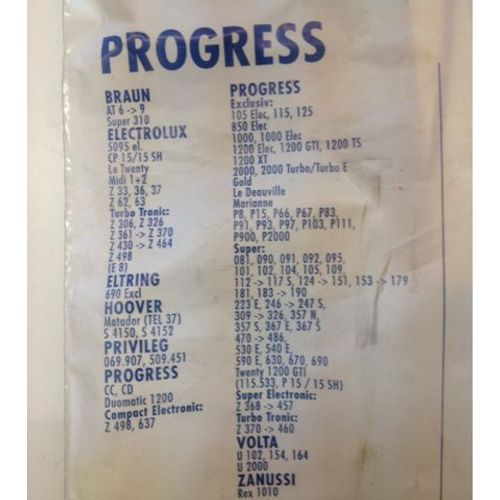 PROGRESS
BRAUN
AT 6 -> 9
Super 310
ELECTROLUX
5095 el.
CP 15/15 SH
Le Twenty
Midi 1+2
Z 33, 36, 37
Z 62, 63
Turbo Tronic:
Z 306, Z 326
Z 361 -> Z 370
Z 430 -> Z 464
Z 498
(E 8)
ELTRING
690 Excl
HOOVER
Matador (TEL 37)
S 4150, S 4152
PRIVILEG
069.907, 509.451
PROGRESS
CC, CD
Duomatic 1200
Compact Electronic:
Z 498, 637
PROGRESS
Exclusiv:
105 Elec, 115, 125
850 Elec
1000, 1000 Elec
1200 Elec, 1200 GTI, 1200 TS
1200 XT
2000, 2000 Turbo/Turbo E
Gold
Le Deauville
Marianne
P8, P15, P66, P67, P83,
P91, P93, P97, P103, P111,
P900, P2000
Super:
081, 090, 091, 092, 095,
101, 102, 104, 105, 109,
112 -> 117 S, 124 -> 151, 153 -> 179
181, 183 -> 190
223 E, 246 -> 247 S,
309 -> 326, 357 N,
357 S, 367 E, 367 S
470 -> 486,
530 E, 540 E,
590 E, 630, 670, 690
Twenty 1200 GTI
(115.533, P 15 / 15 SH)
Super Electronic:
Z 368 -> 457
Turbo Tronic:
Z 370 -> 460
VOLTA
U 102, 154, 164
U 2000
ZANUSSI
Rex 1010